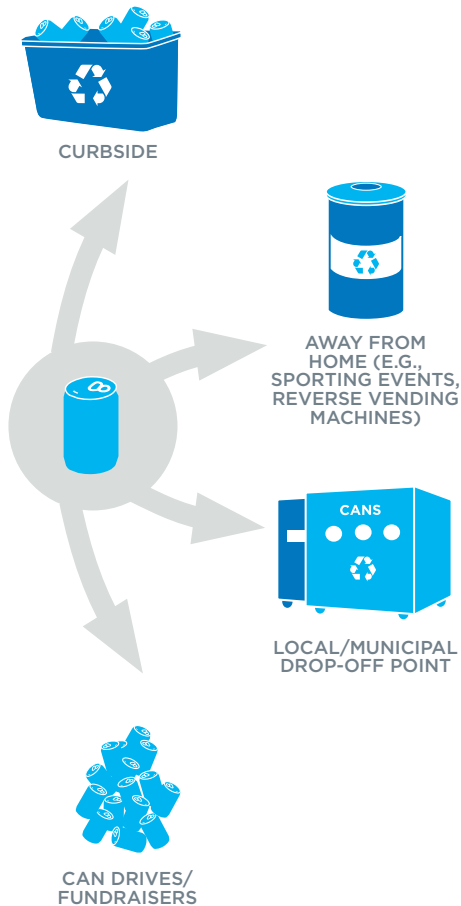 CURBSIDE
AWAY FROM
HOME (E.G.,
SPORTING EVENTS,
REVERSE VENDING
MACHINES)
CANS
LOCAL/MUNICIPAL
DROP-OFF POINT
CAN DRIVES/
FUNDRAISERS